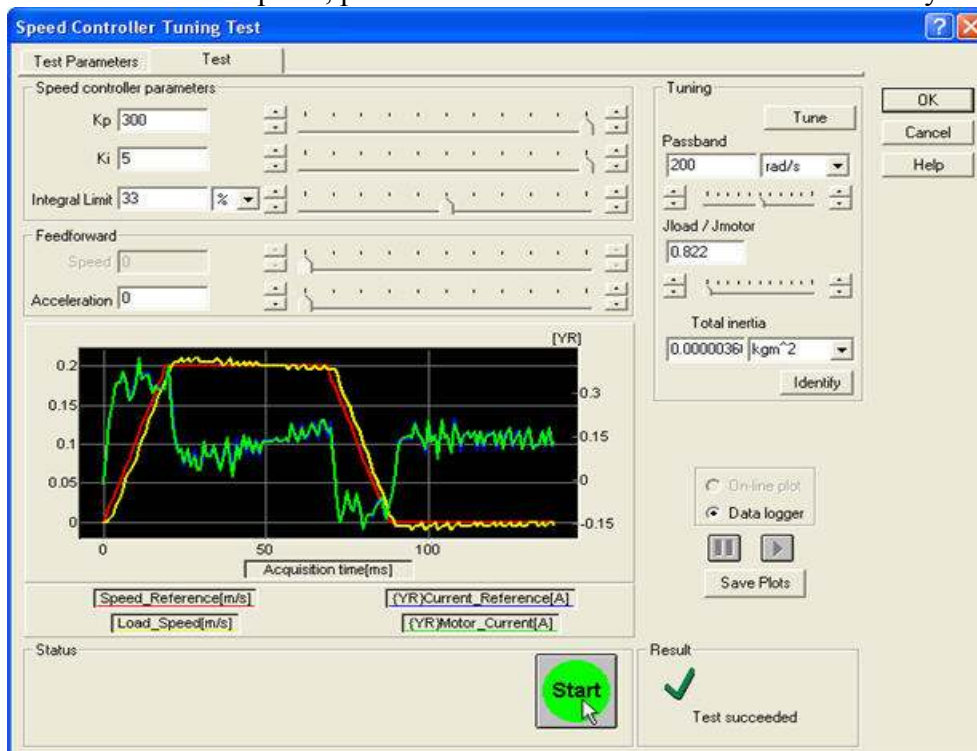 Speed Controller Tuning Test
Test Parameters Test
Speed controller parameters
Kp 300
Ki 5
Integral Limit 33 %
Feedforward
Speed 0
Acceleration 0
[YR]
0.2
0.15
0.1
0.05
0
0.3
0.15
0
-0.15
0 50 100
Acquisition time[ms]
Speed_Reference[m/s] {YR}Current_Reference[A]
Load_Speed[m/s] {YR}Motor_Current[A]
Status
Start
Tuning
Tune
Passband
200 rad/s
Jload / Jmotor
0.822
Total inertia
kgm^2
Identify
On-line plot
Data logger
Save Plots
Result
Test succeeded
OK
Cancel
Help